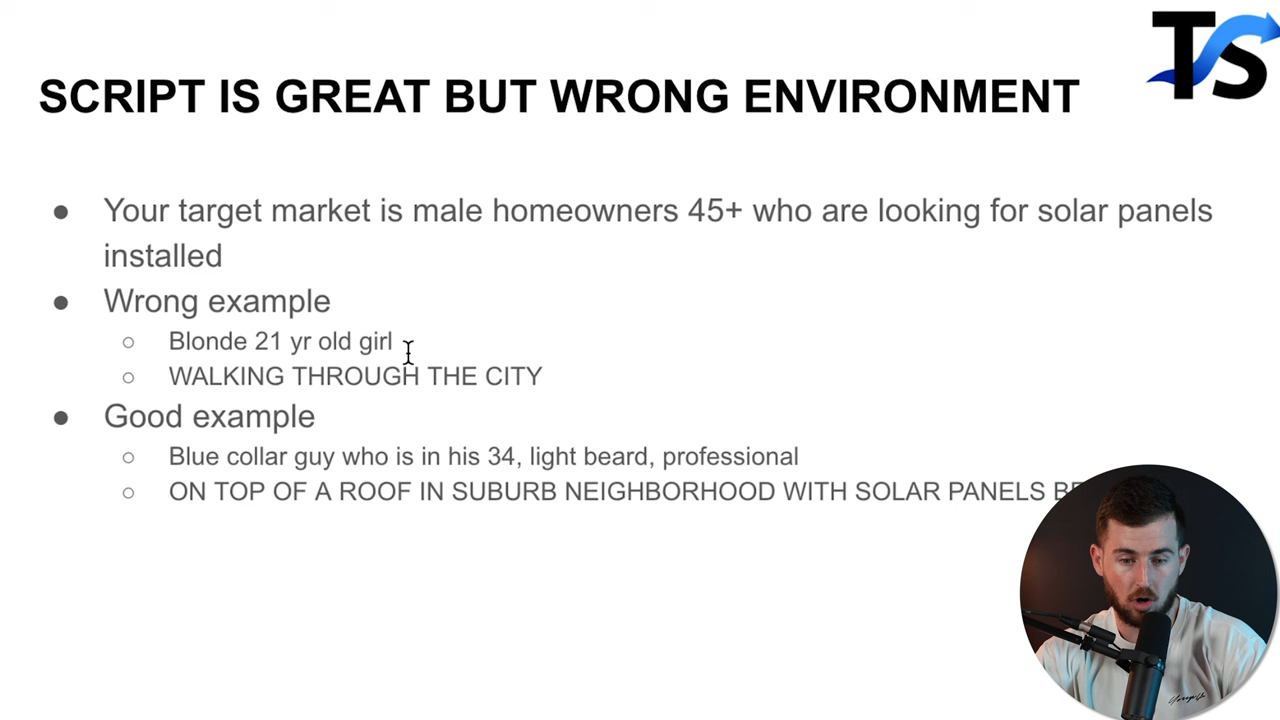 TS
SCRIPT IS GREAT BUT WRONG ENVIRONMENT
● Your target market is male homeowners 45+ who are looking for solar panels
installed
● Wrong example
○ Blonde 21 yr old girl
○ WALKING THROUGH THE CITY
● Good example
○ Blue collar guy who is in his 34, light beard, professional
○ ON TOP OF A ROOF IN SUBURB NEIGHBORHOOD WITH SOLAR PANELS